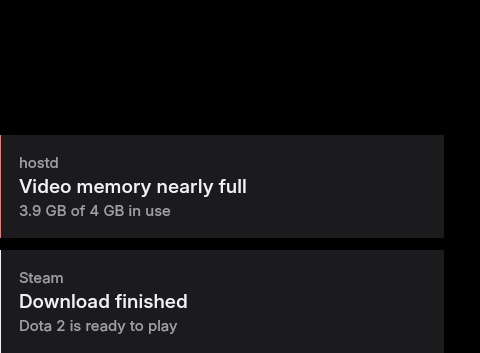 hostd
Video memory nearly full
3.9 GB of 4 GB in use
Steam
Download finished
Dota 2 is ready to play